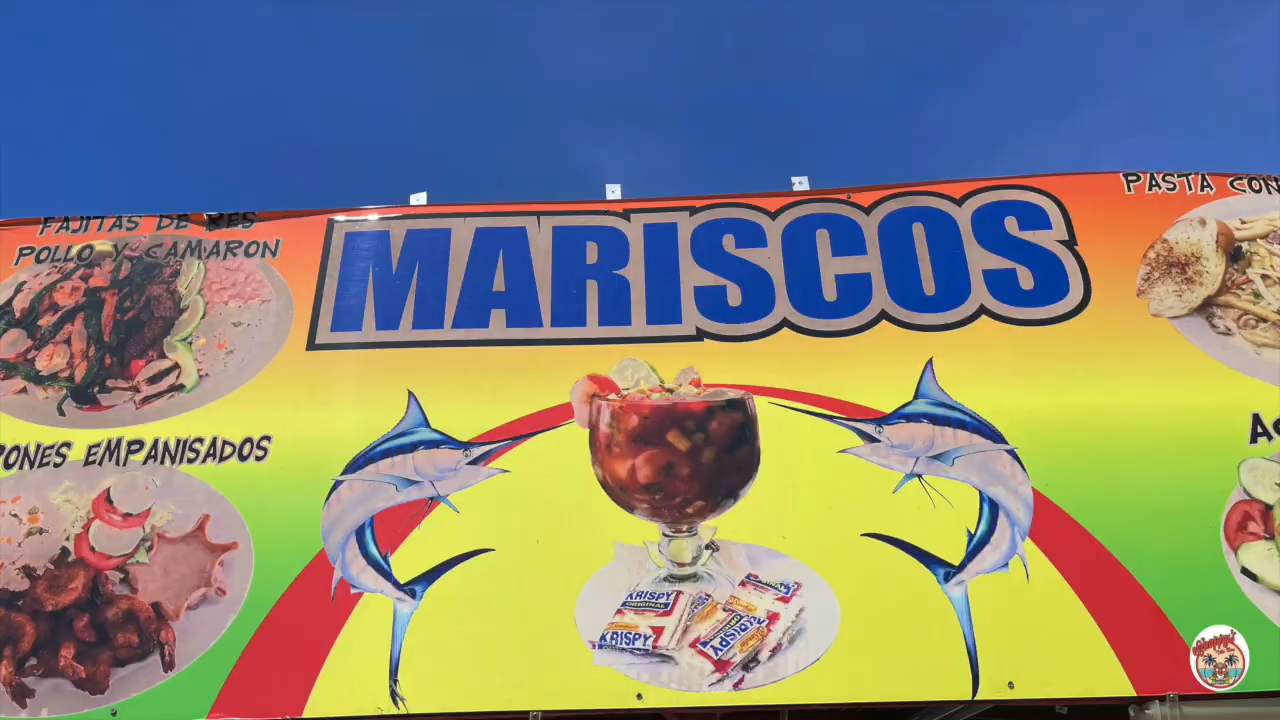 FAJITAS DE RES
POLLO Y CAMARON
MARISCOS
PASTA CON
PONES EMPANISADOS
KRISPY
ORIGINAL
KRISPY
KRISPY